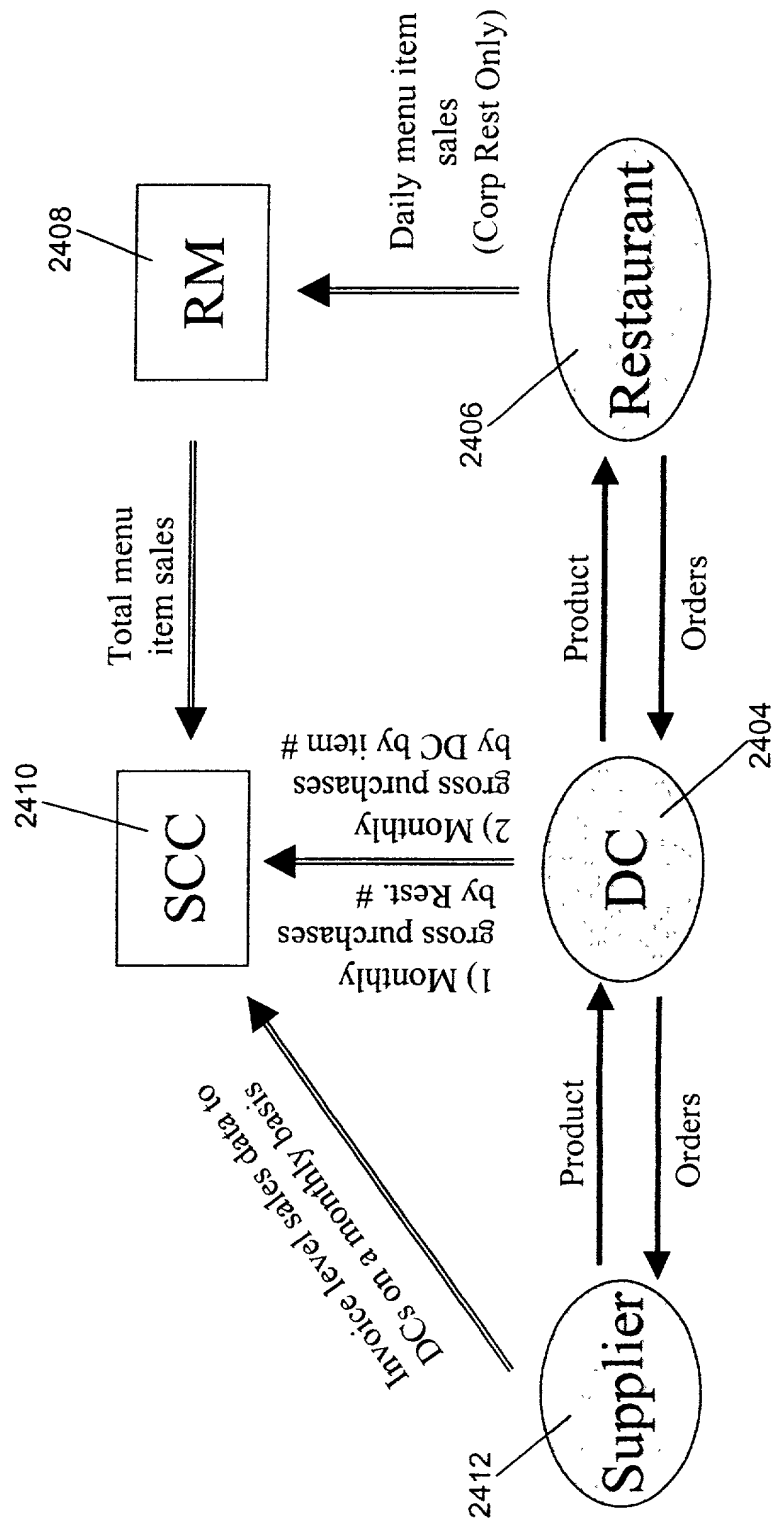 2410
SCC
2408
RM
Total menu
item sales
Daily menu item
sales
(Corp Rest Only)
Invoice level sales data to
DCs on a monthly basis
1) Monthly
gross purchases
by Rest. #
2) Monthly
gross purchases
by DC by item #
2412
Supplier
Product
Orders
DC
2404
Product
Orders
2406
Restaurant